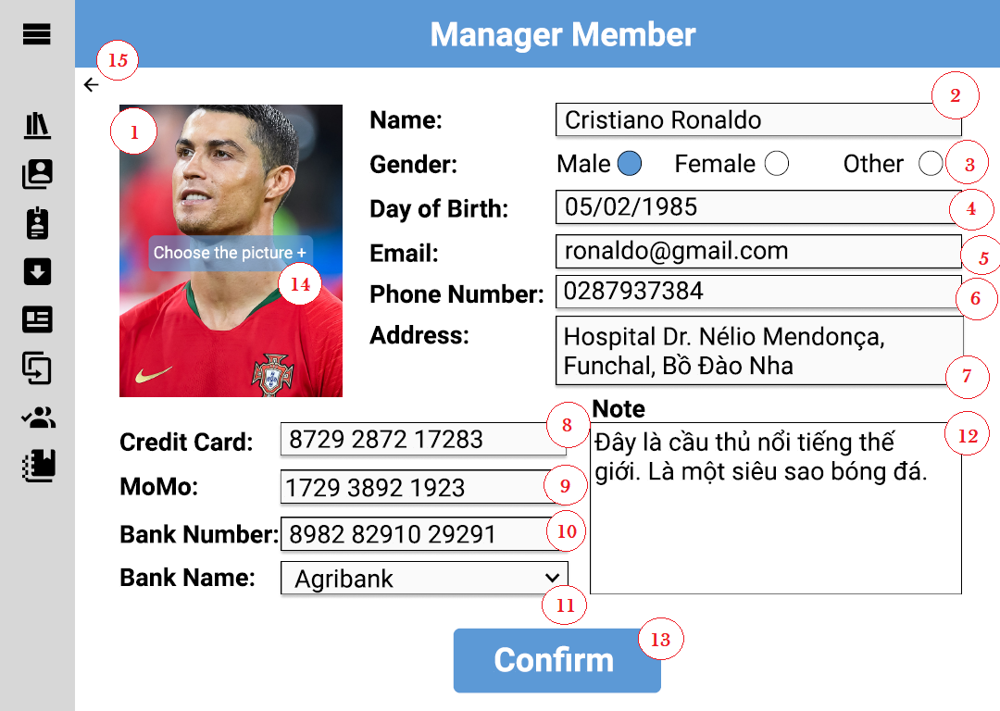 Manager Member
15
1
Name: Cristiano Ronaldo 2
Gender: Male Female Other 3
Day of Birth: 05/02/1985 4
Email: ronaldo@gmail.com 5
Choose the picture +
14
Phone Number: 0287937384 6
Address: Hospital Dr. Nélio Mendonça,
Funchal, Bồ Đào Nha
7
Credit Card: 8729 2872 17283 8
MoMo: 1729 3892 1923 9
Bank Number: 8982 82910 29291 10
Bank Name: Agribank
11
Note
12
Đây là cầu thủ nổi tiếng thế
giới. Là một siêu sao bóng đá.
Confirm
13